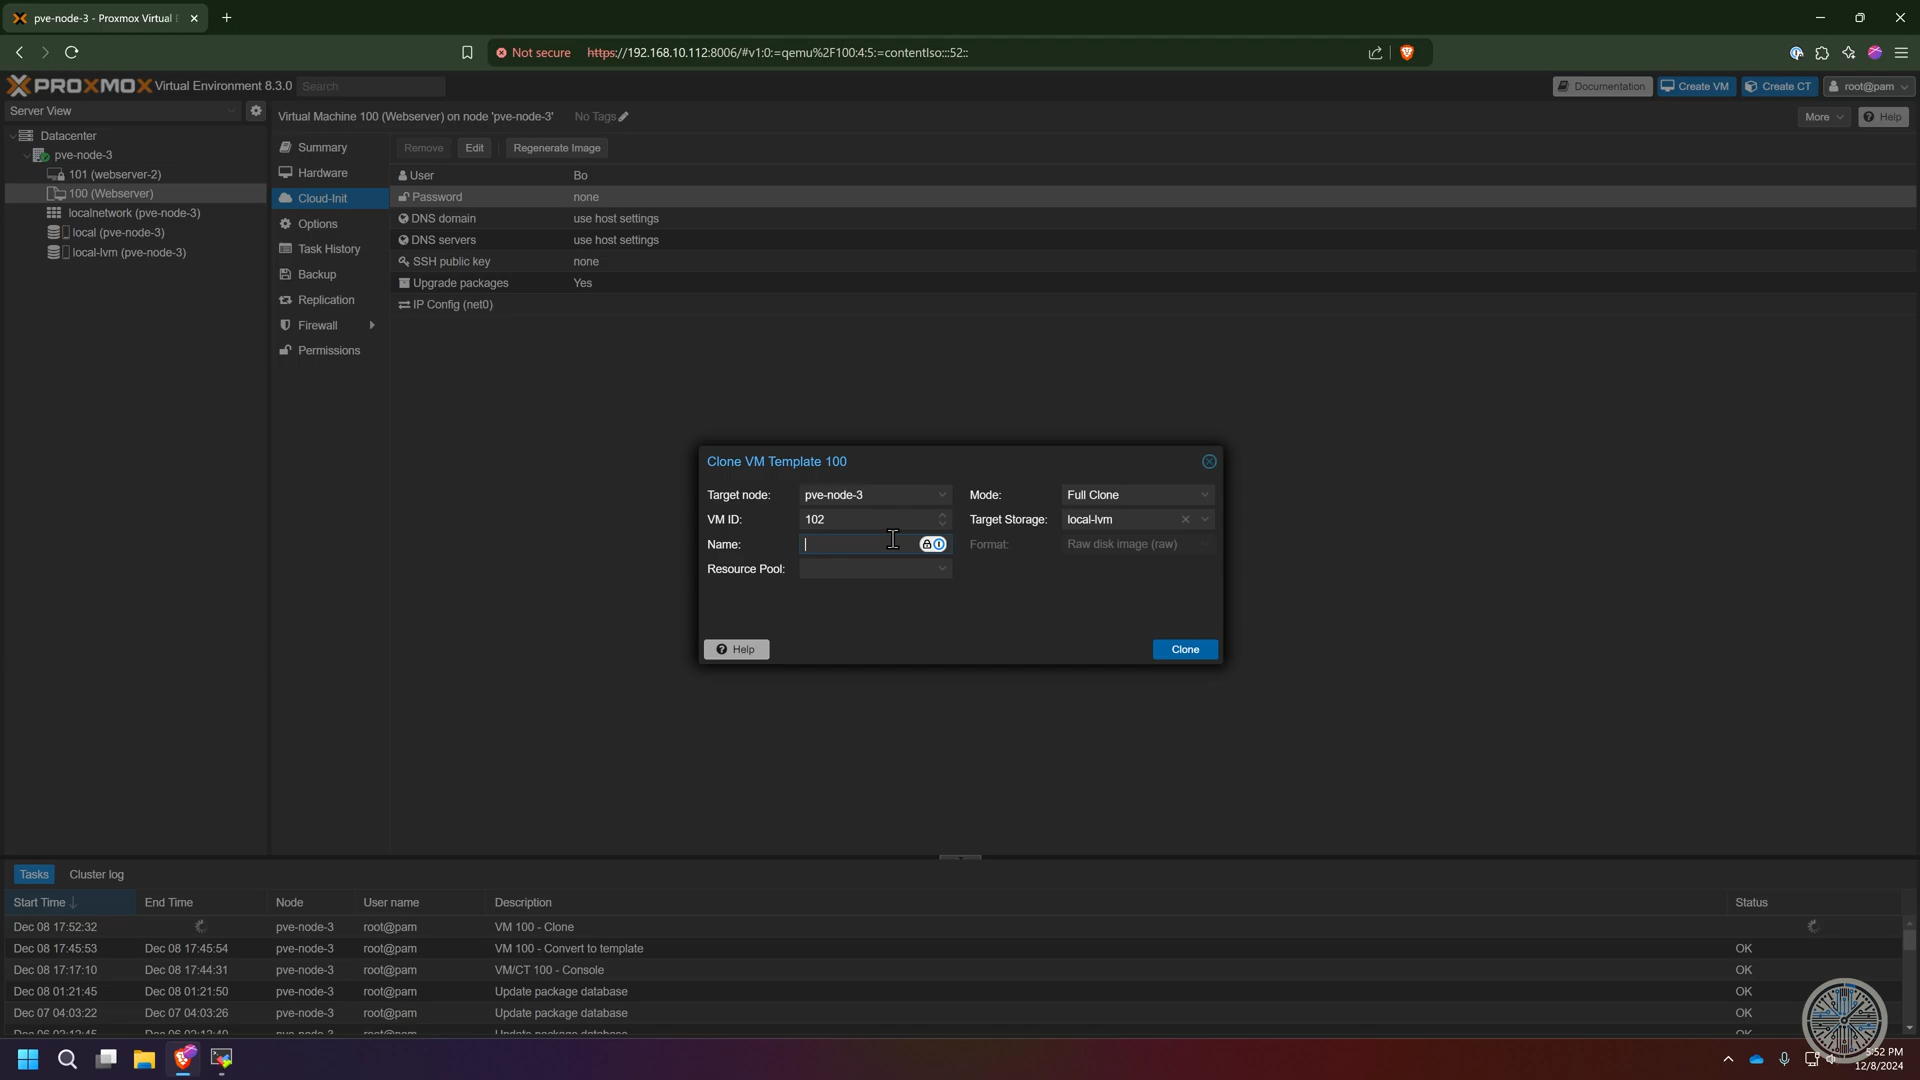 pve-node-3 - Proxmox Virtual E
Not secure https://192.168.10.112:8006/#v1:0:=qemu%2F100:4:5:=contentIso:::52::
PROXMOX Virtual Environment 8.3.0 Search
Documentation Create VM Create CT root@pam
Server View
Virtual Machine 100 (Webserver) on node 'pve-node-3' No Tags More Help
Datacenter
pve-node-3
101 (webserver-2)
100 (Webserver)
localnetwork (pve-node-3)
local (pve-node-3)
local-lvm (pve-node-3)
Summary
Hardware
Cloud-Init
Options
Task History
Backup
Replication
Firewall
Permissions
Remove Edit Regenerate Image
User Bo
Password none
DNS domain use host settings
DNS servers use host settings
SSH public key none
Upgrade packages Yes
IP Config (net0)
Clone VM Template 100
Target node: pve-node-3 Mode: Full Clone
VM ID: 102 Target Storage: local-lvm
Name: Format: Raw disk image (raw)
Resource Pool:
Help Clone
Tasks Cluster log
Start Time End Time Node User name Description Status
Dec 08 17:52:32 pve-node-3 root@pam VM 100 - Clone
Dec 08 17:45:53 Dec 08 17:45:54 pve-node-3 root@pam VM 100 - Convert to template OK
Dec 08 17:17:10 Dec 08 17:44:31 pve-node-3 root@pam VM/CT 100 - Console OK
Dec 08 01:21:45 Dec 08 01:21:50 pve-node-3 root@pam Update package database OK
Dec 07 04:03:22 Dec 07 04:03:26 pve-node-3 root@pam Update package database OK
5:52 PM
12/8/2024